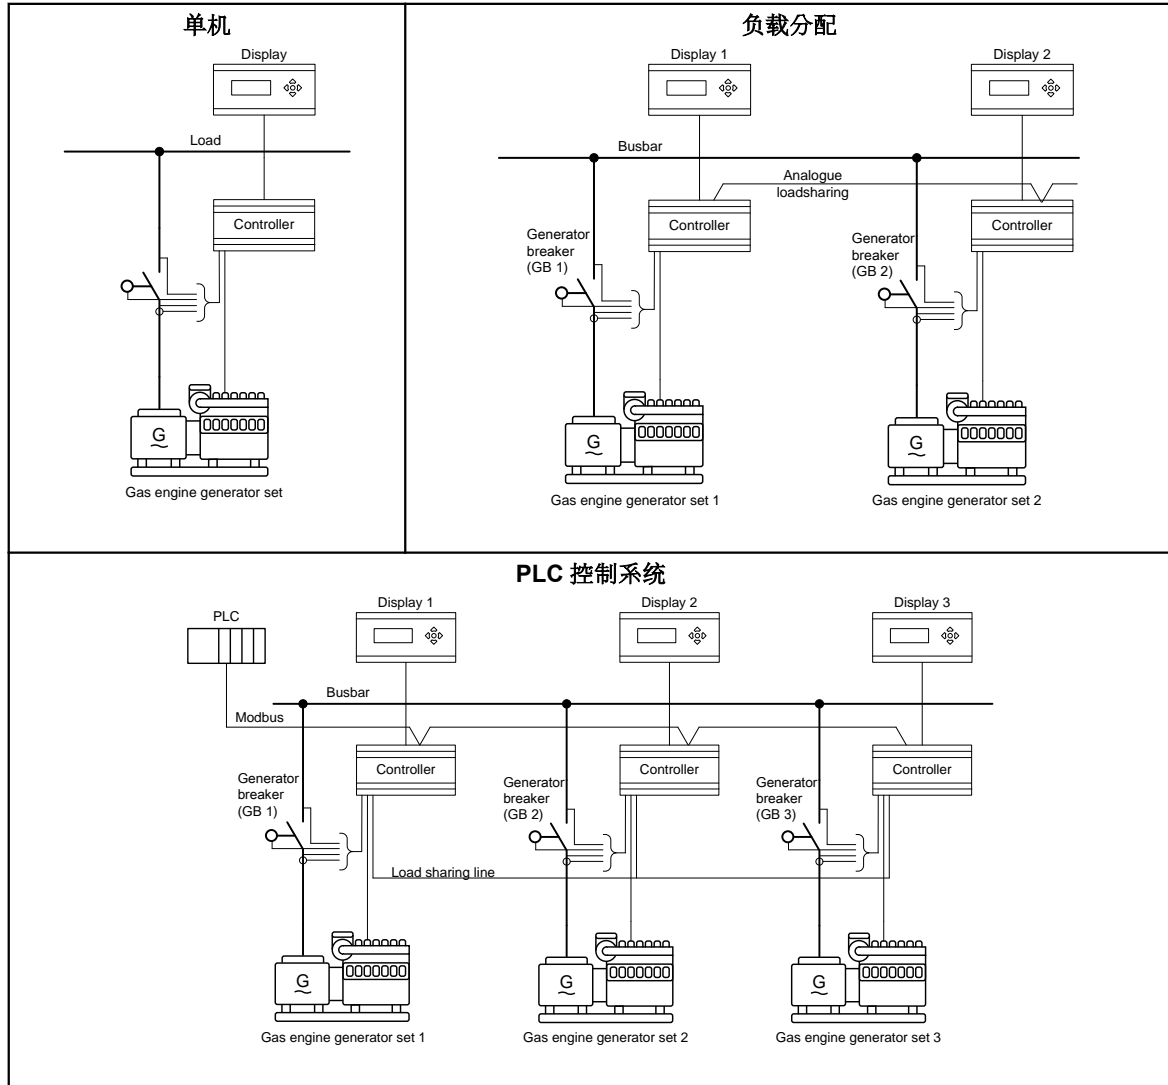 单机
Display
Load
Controller
G
Gas engine generator set
负载分配
Display 1
Display 2
Busbar
Analogue
loadsharing
Controller
Controller
Generator
breaker
(GB 1)
Generator
breaker
(GB 2)
G
G
Gas engine generator set 1
Gas engine generator set 2
PLC 控制系统
PLC
Display 1
Display 2
Display 3
Busbar
Modbus
Controller
Controller
Controller
Generator
breaker
(GB 1)
Generator
breaker
(GB 2)
Generator
breaker
(GB 3)
Load sharing line
G
G
G
Gas engine generator set 1
Gas engine generator set 2
Gas engine generator set 3